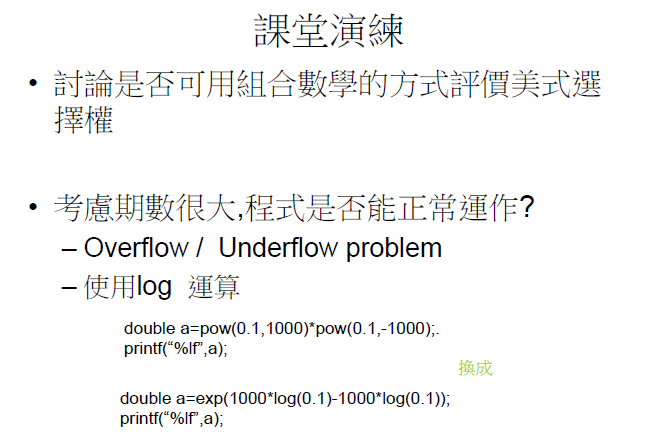 課堂演練
• 討論是否可用組合數學的方式評價美式選
擇權
• 考慮期數很大,程式是否能正常運作?
– Overflow / Underflow problem
– 使用log 運算
double a=pow(0.1,1000)*pow(0.1,-1000);.
printf(“%lf”,a);
換成
double a=exp(1000*log(0.1)-1000*log(0.1));
printf(“%lf”,a);